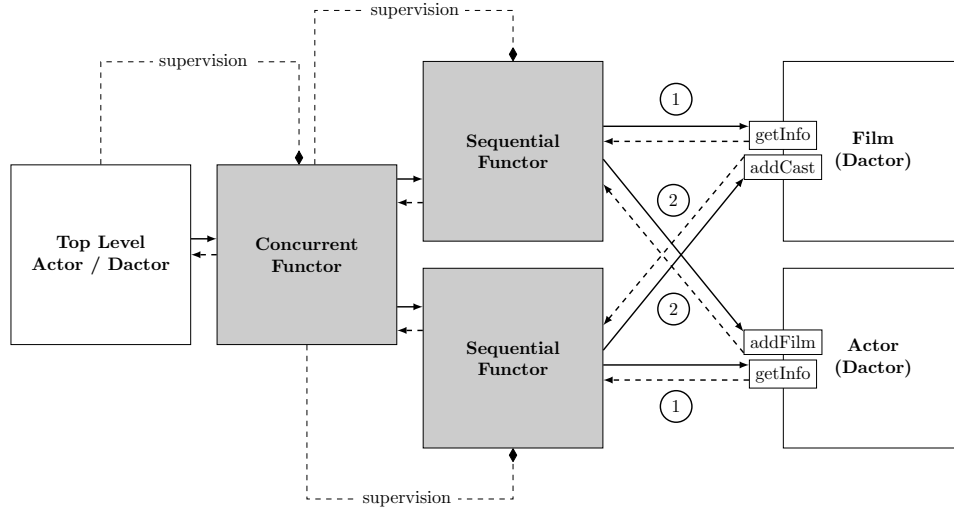 supervision
supervision
1
Sequential
Functor
getInfo
Film
(Dactor)
addCast
2
Top Level
Actor / Dactor
Concurrent
Functor
2
Sequential
Functor
addFilm
Actor
(Dactor)
getInfo
1
supervision